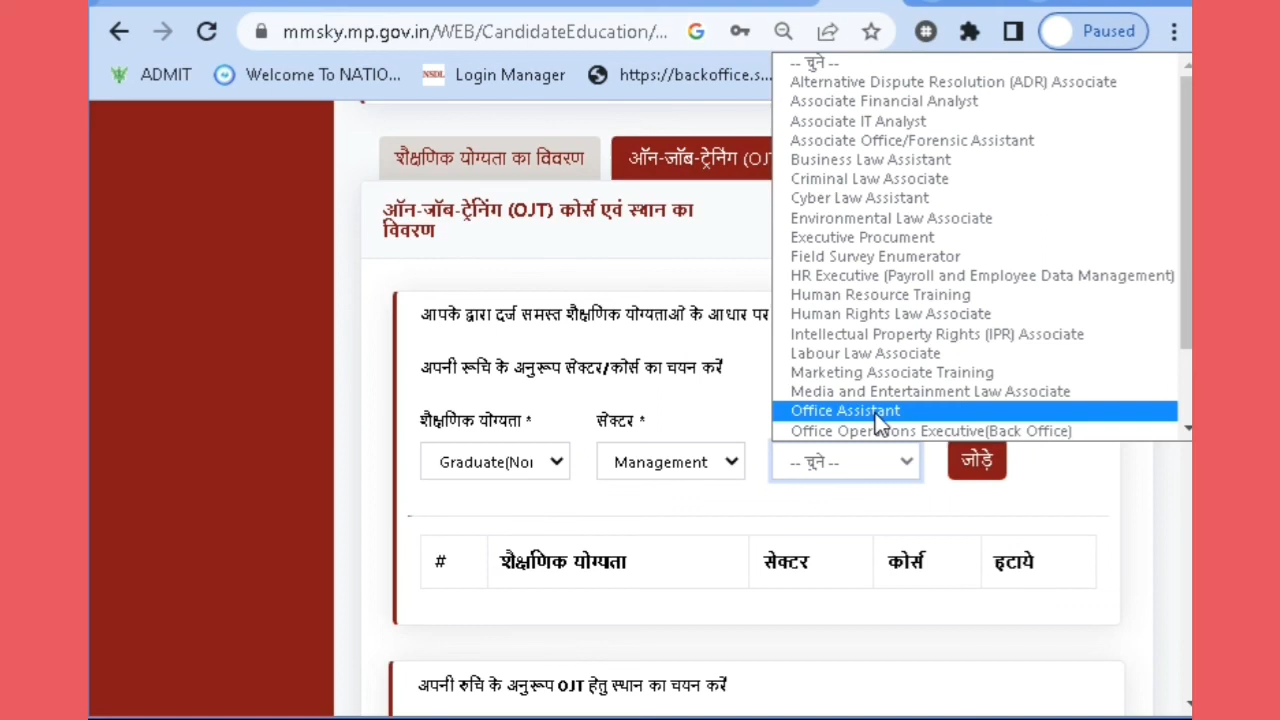 mmsky.mp.gov.in/WEB/CandidateEducation/...
Paused
ADMIT
Welcome To NATIO...
NSDL Login Manager
https://backoffice.s...
-- चुने --
Alternative Dispute Resolution (ADR) Associate
Associate Financial Analyst
Associate IT Analyst
Associate Office/Forensic Assistant
Business Law Assistant
Criminal Law Associate
Cyber Law Assistant
Environmental Law Associate
Executive Procument
Field Survey Enumerator
HR Executive (Payroll and Employee Data Management)
Human Resource Training
Human Rights Law Associate
Intellectual Property Rights (IPR) Associate
Labour Law Associate
Marketing Associate Training
Media and Entertainment Law Associate
Office Assistant
Office Operations Executive(Back Office)
शैक्षणिक योग्यता का विवरण
ऑन-जॉब-ट्रेनिंग (OJT
ऑन-जॉब-ट्रेनिंग (OJT) कोर्स एवं स्थान का
विवरण
आपके द्वारा दर्ज समस्त शैक्षणिक योग्यताओ के आधार पर
अपनी रूचि के अनुरूप सेक्टर/कोर्स का चयन करें
शैक्षणिक योग्यता * सेक्टर *
Graduate(Nor Management -- चुने -- जोड़े
# शैक्षणिक योग्यता सेक्टर कोर्स हटाये
अपनी रुचि के अनुरूप OJT हेतु स्थान का चयन करें